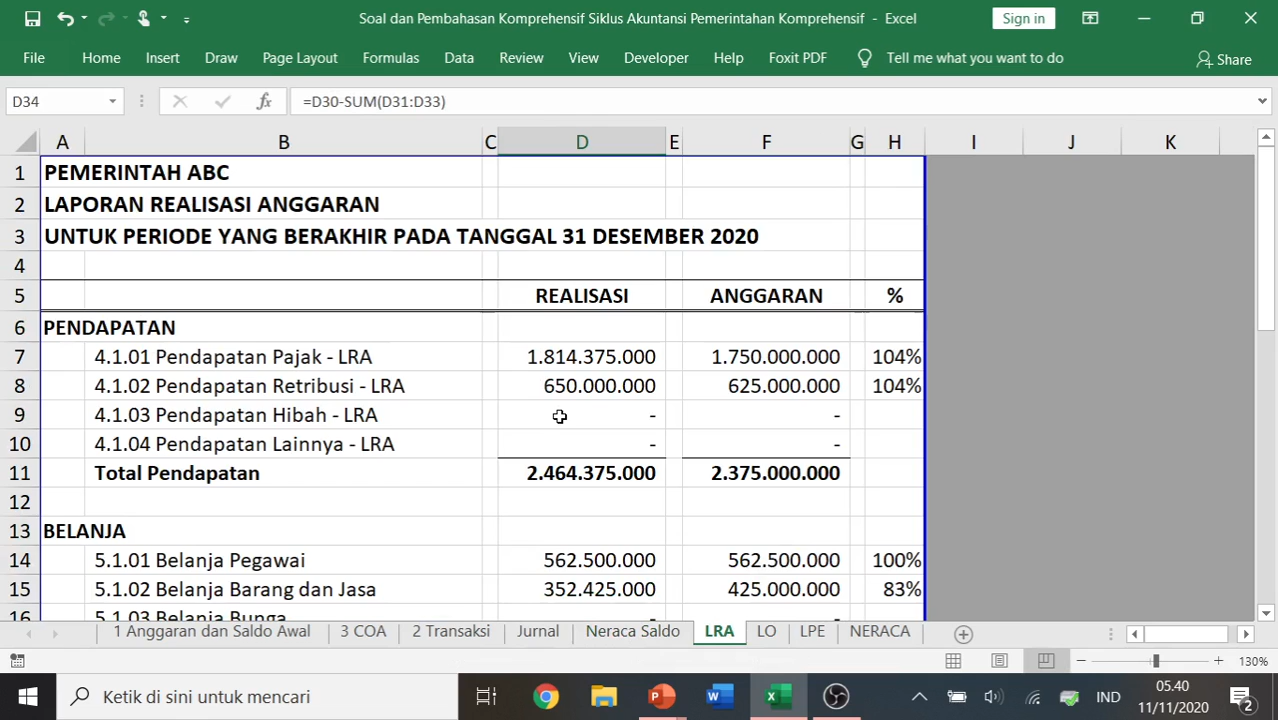 Soal dan Pembahasan Komprehensif Siklus Akuntansi Pemerintahan Komprehensif - Excel
Sign in
File Home Insert Draw Page Layout Formulas Data Review View Developer Help Foxit PDF Tell me what you want to do Share
D34 fx =D30-SUM(D31:D33)
A B C D E F G H I J K
1 PEMERINTAH ABC
2 LAPORAN REALISASI ANGGARAN
3 UNTUK PERIODE YANG BERAKHIR PADA TANGGAL 31 DESEMBER 2020
4
5 REALISASI ANGGARAN %
6 PENDAPATAN
7 4.1.01 Pendapatan Pajak - LRA 1.814.375.000 1.750.000.000 104%
8 4.1.02 Pendapatan Retribusi - LRA 650.000.000 625.000.000 104%
9 4.1.03 Pendapatan Hibah - LRA - -
10 4.1.04 Pendapatan Lainnya - LRA - -
11 Total Pendapatan 2.464.375.000 2.375.000.000
12
13 BELANJA
14 5.1.01 Belanja Pegawai 562.500.000 562.500.000 100%
15 5.1.02 Belanja Barang dan Jasa 352.425.000 425.000.000 83%
16 5.1.03 Belanja Bunga - -
1 Anggaran dan Saldo Awal 3 COA 2 Transaksi Jurnal Neraca Saldo LRA LO LPE NERACA
130%
Ketik di sini untuk mencari
IND
05.40
11/11/2020
2